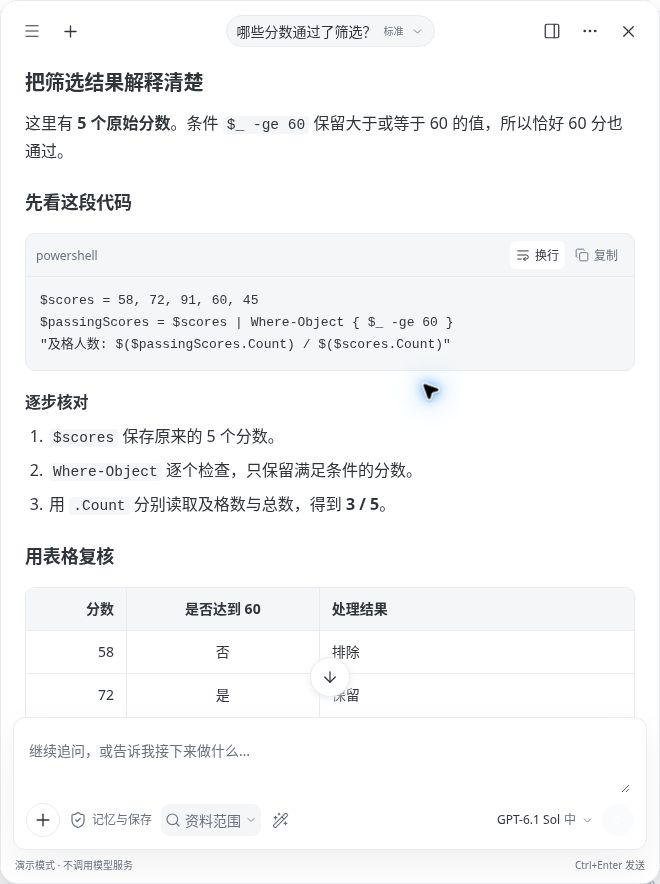 哪些分数通过了筛选? 标准
把筛选结果解释清楚
这里有 5 个原始分数。条件 $_ -ge 60 保留大于或等于 60 的值，所以恰好 60 分也
通过。
先看这段代码
powershell 换行 复制
$scores = 58, 72, 91, 60, 45
$passingScores = $scores | Where-Object { $_ -ge 60 }
"及格人数: $($passingScores.Count) / $($scores.Count)"
逐步核对
1. $scores 保存原来的 5 个分数。
2. Where-Object 逐个检查，只保留满足条件的分数。
3. 用 .Count 分别读取及格数与总数，得到 3 / 5。
用表格复核
分数 是否达到 60 处理结果
58 否 排除
72 是 保留
继续追问，或告诉我接下来做什么...
记忆与保存 资料范围 GPT-6.1 Sol 中
演示模式 · 不调用模型服务 Ctrl+Enter 发送